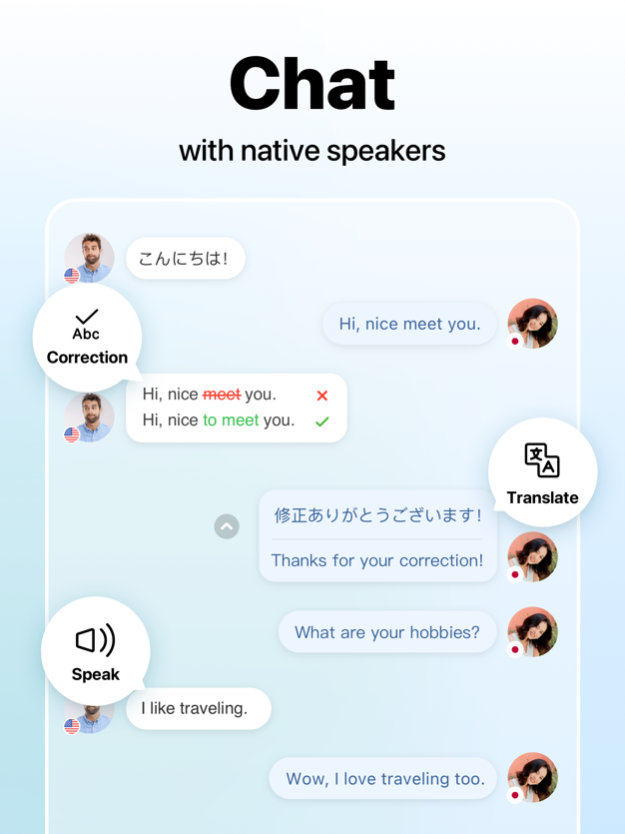 Chat
with native speakers
こんにちは!
Hi, nice meet you.
Abc
Correction
Hi, nice meet you.
Hi, nice to meet you.
文A
Translate
修正ありがとうございます!
Thanks for your correction!
What are your hobbies?
Speak
I like traveling.
Wow, I love traveling too.